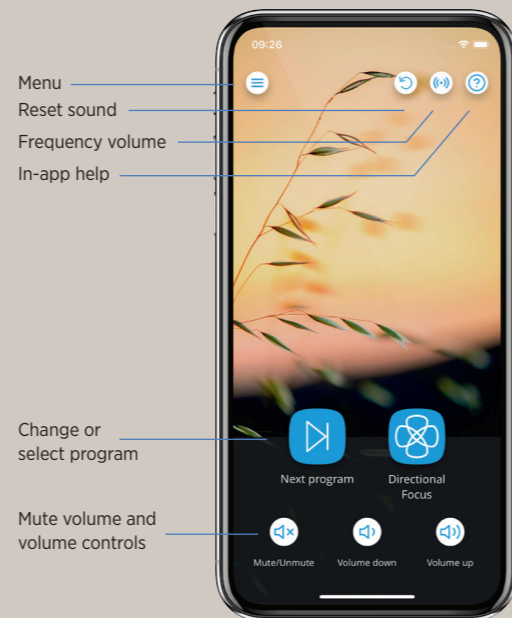 09:26
Menu
Reset sound
Frequency volume
In-app help
Change or
select program
Next program
Directional
Focus
Mute volume and
volume controls
Mute/Unmute
Volume down
Volume up